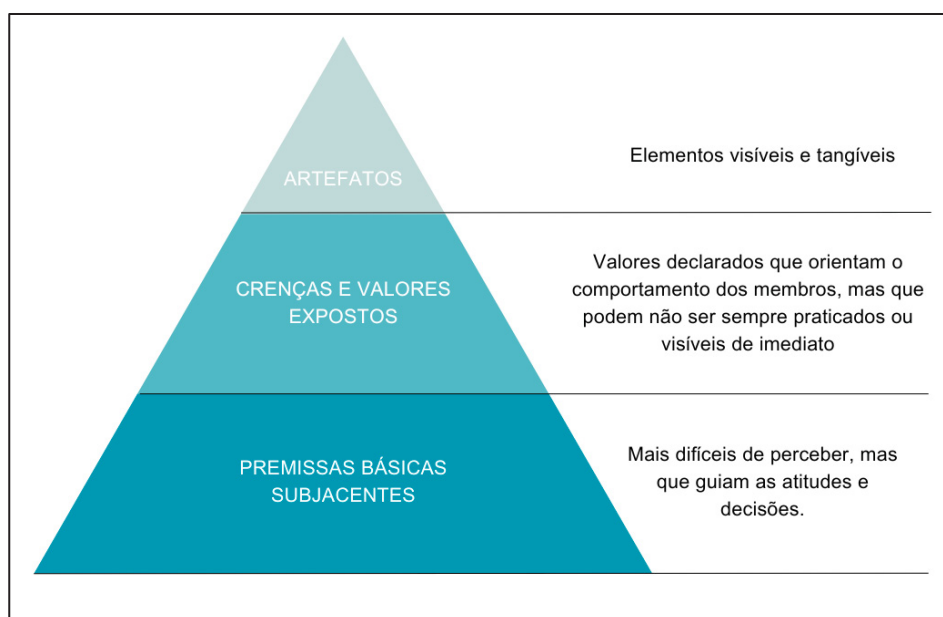 ARTEFATOS
Elementos visíveis e tangíveis
CRENÇAS E VALORES
EXPOSTOS
Valores declarados que orientam o
comportamento dos membros, mas que
podem não ser sempre praticados ou
visíveis de imediato
PREMISSAS BÁSICAS
SUBJACENTES
Mais difíceis de perceber, mas
que guiam as atitudes e
decisões.